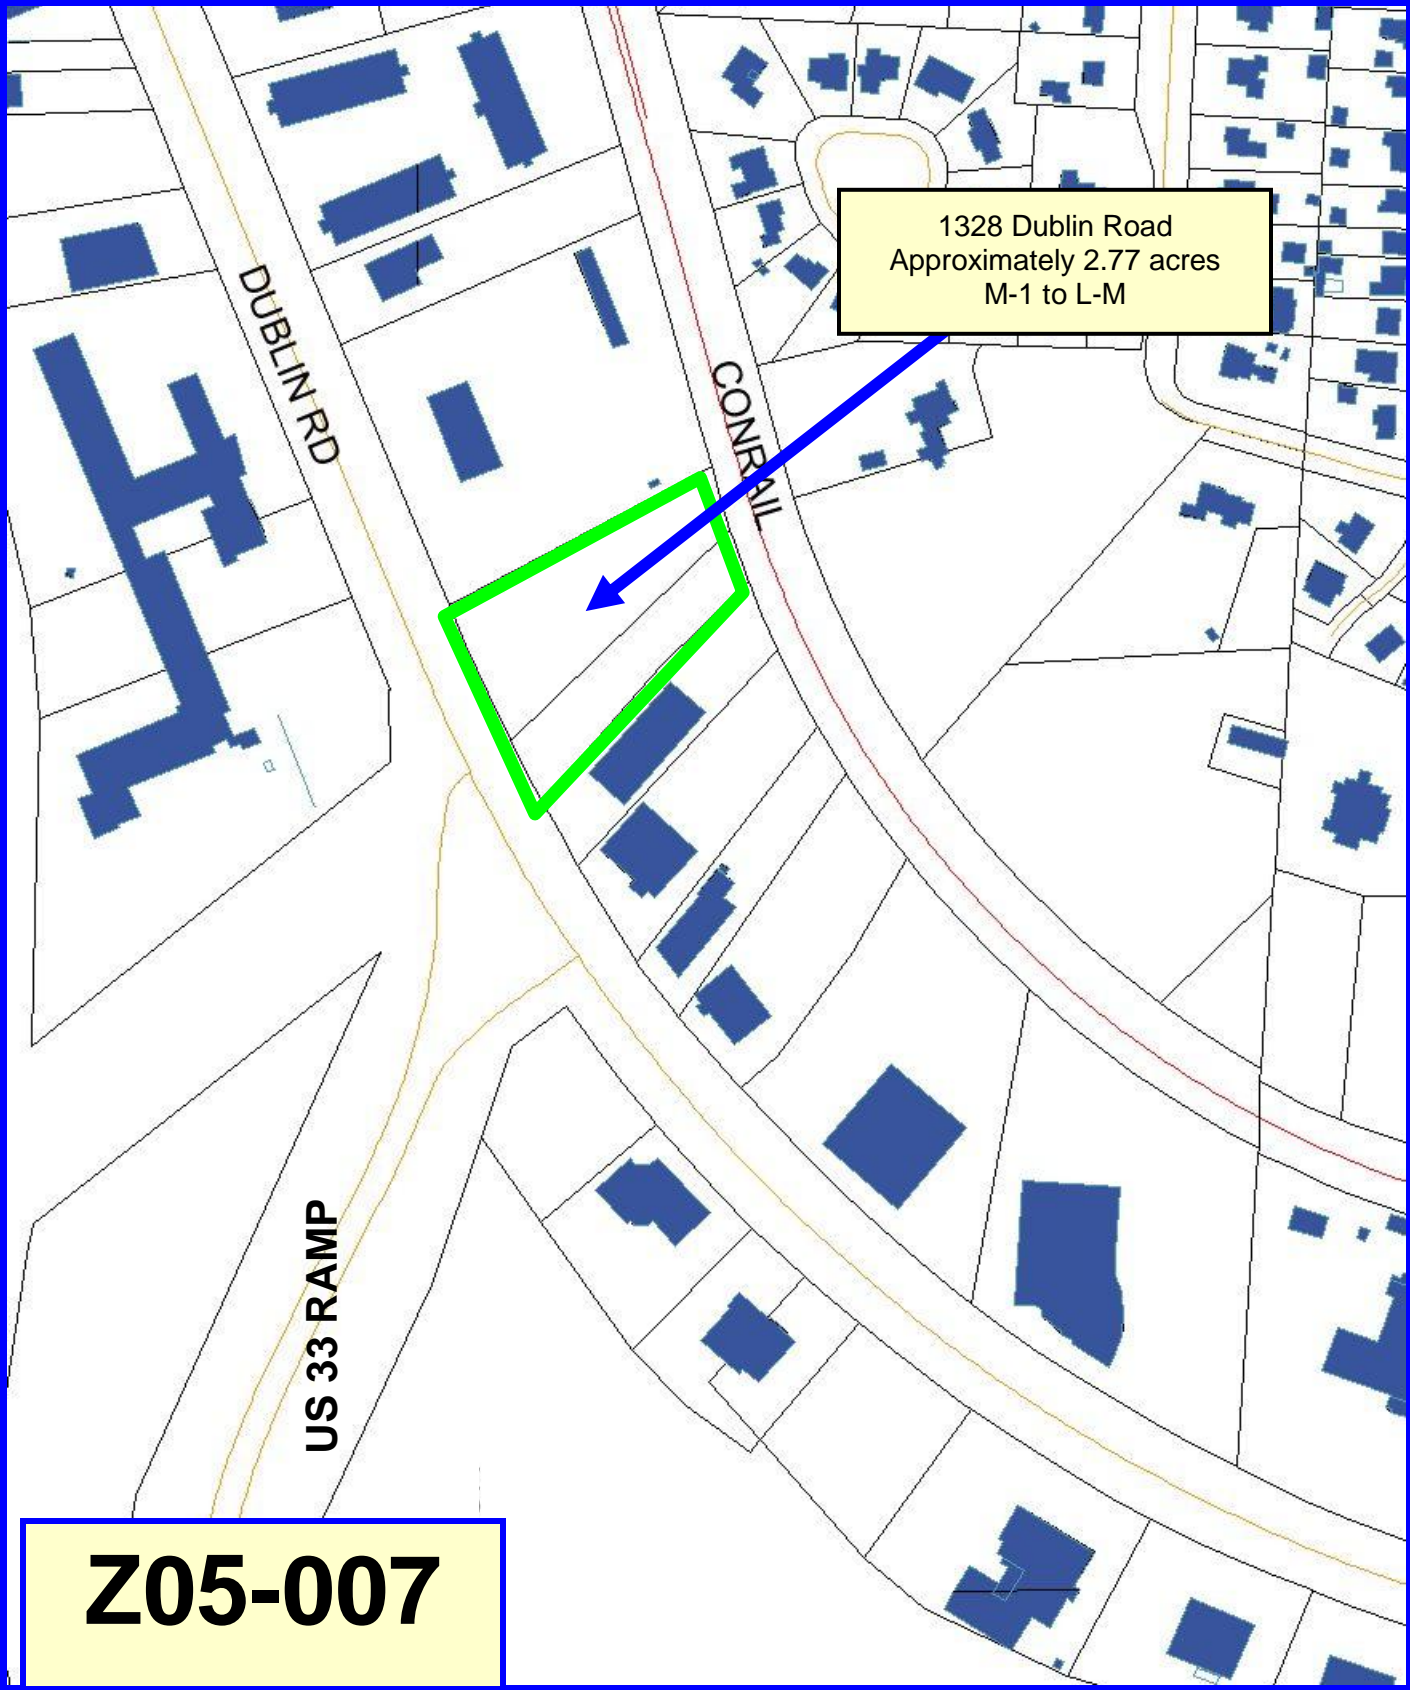 1328 Dublin Road
Approximately 2.77 acres
M-1 to L-M
DUBLIN RD
CONRAIL
US 33 RAMP
Z05-007